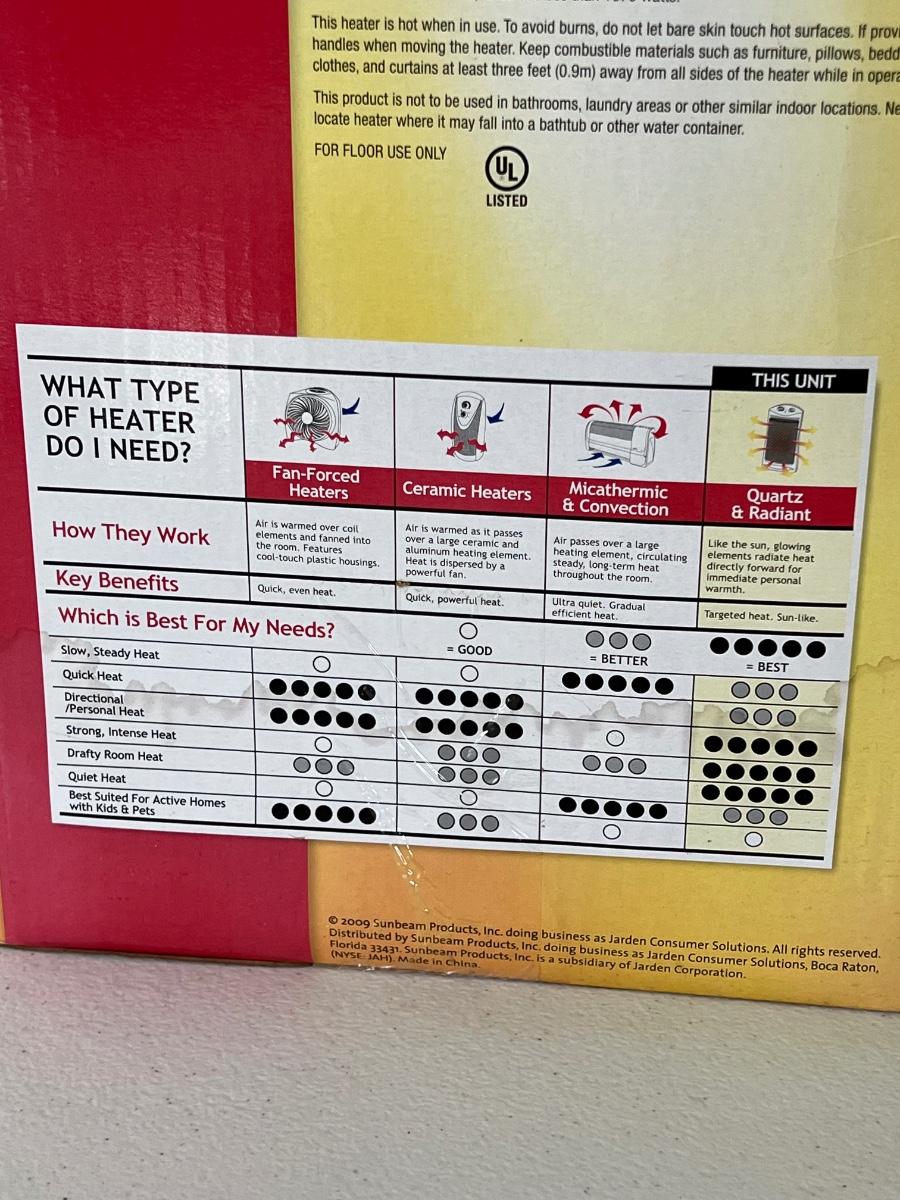 This heater is hot when in use. To avoid burns, do not let bare skin touch hot surfaces. If
handles when moving the heater. Keep combustible materials such as furniture, pillows,
clothes, and curtains at least three feet (0.9m) away from all sides of the heater while in
This product is not to be used in bathrooms, laundry areas or other similar indoor locations.
locate heater where it may fall into a bathtub or other water container.
FOR FLOOR USE ONLY
UL
LISTED
THIS UNIT
WHAT TYPE
OF HEATER
DO I NEED?
Fan-Forced
Heaters
Ceramic Heaters
Micathermic
& Convection
Quartz
& Radiant
How They Work
Air is warmed over coil
elements and fanned into
the room. Features
cool-touch plastic housings.
Air is warmed as it passes
over a large ceramic and
aluminum heating element.
Heat is dispersed by a
powerful fan.
Air passes over a large
heating element, circulating
steady, long-term heat
throughout the room.
Like the sun, glowing
elements radiate heat
directly forward for
immediate personal
warmth.
Key Benefits
Quick, even heat.
Quick, powerful heat.
Ultra quiet. Gradual
efficient heat.
Targeted heat. Sun-like.
Which is Best For My Needs?
= GOOD
= BETTER
= BEST
Slow, Steady Heat
Quick Heat
Directional
/Personal Heat
Strong, Intense Heat
Drafty Room Heat
Quiet Heat
Best Suited For Active Homes
with Kids & Pets
© 2009 Sunbeam Products, Inc. doing business as Jarden Consumer Solutions. All rights reserved.
Distributed by Sunbeam Products, Inc. doing business as Jarden Consumer Solutions, Boca Raton,
Florida 33431. Sunbeam Products, Inc. is a subsidiary of Jarden Corporation.
(NYSE: JAH). Made in China.